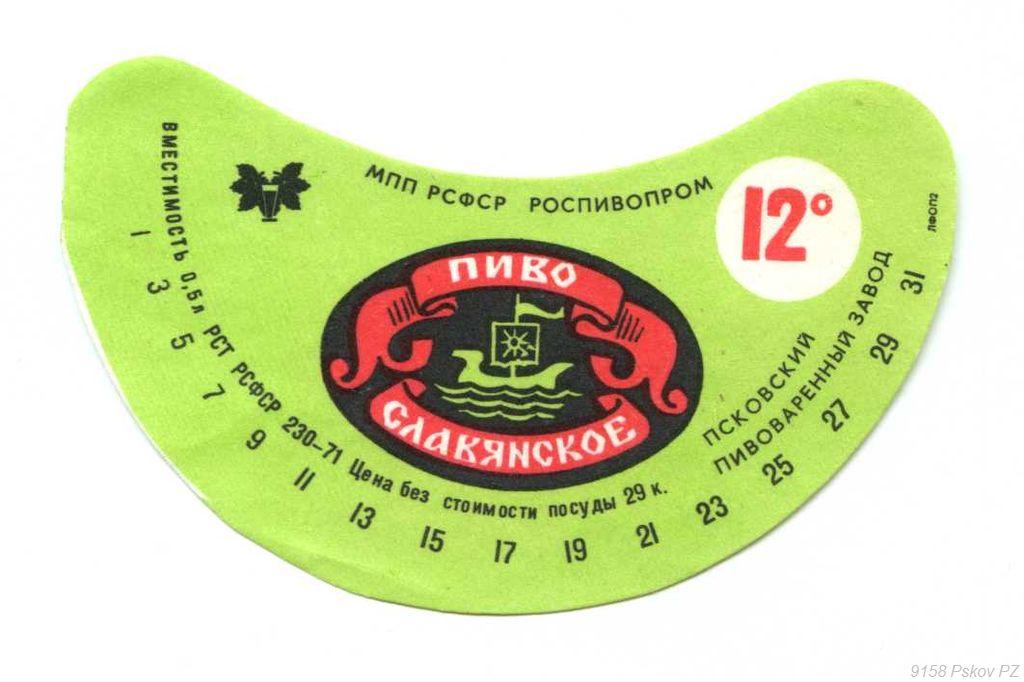 МПП РСФСР РОСПИВОПРОМ
12°
ЛФОП2
ПИВО
СЛАВЯНСКОЕ
ПСКОВСКИЙ
ПИВОВАРЕННЫЙ ЗАВОД
ВМЕСТИМОСТЬ 0,5л РСТ РСФСР 230-71 Цена без стоимости посуды 29 к.
1 3 5 7 9 11 13 15 17 19 21 23 25 27 29 31
9158 Pskov PZ